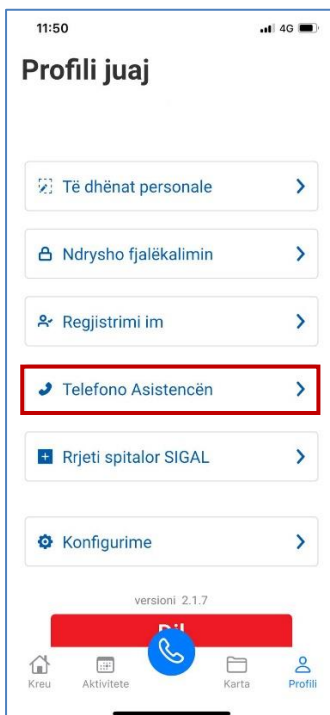 11:50 4G
Profili juaj
Të dhënat personale
Ndrysho fjalëkalimin
Regjistrimi im
Telefono Asistencën
Rrjeti spitalor SIGAL
Konfigurime
versioni 2.1.7
Kreu Aktivitete Karta Profili